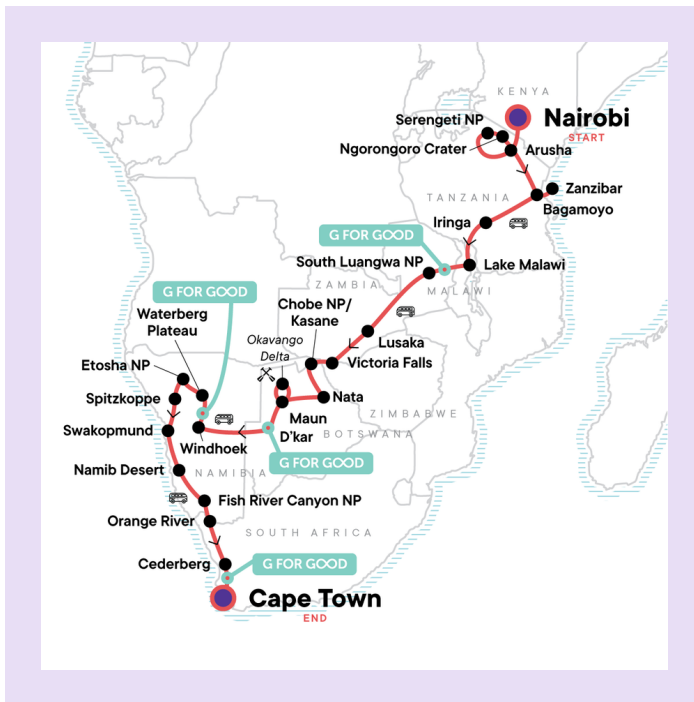 KENYA
Nairobi
START
Serengeti NP
Ngorongoro Crater
Arusha
Zanzibar
TANZANIA
Bagamoyo
Iringa
G FOR GOOD
South Luangwa NP
Lake Malawi
ZAMBIA
MALAWI
G FOR GOOD
Chobe NP/
Kasane
Waterberg
Plateau
Lusaka
Okavango
Delta
Victoria Falls
Etosha NP
Spitzkoppe
Nata
Maun
ZIMBABWE
Swakopmund
D'kar
BOTSWANA
Windhoek
G FOR GOOD
Namib Desert
NAMIBIA
Fish River Canyon NP
Orange River
SOUTH AFRICA
Cederberg
G FOR GOOD
Cape Town
END